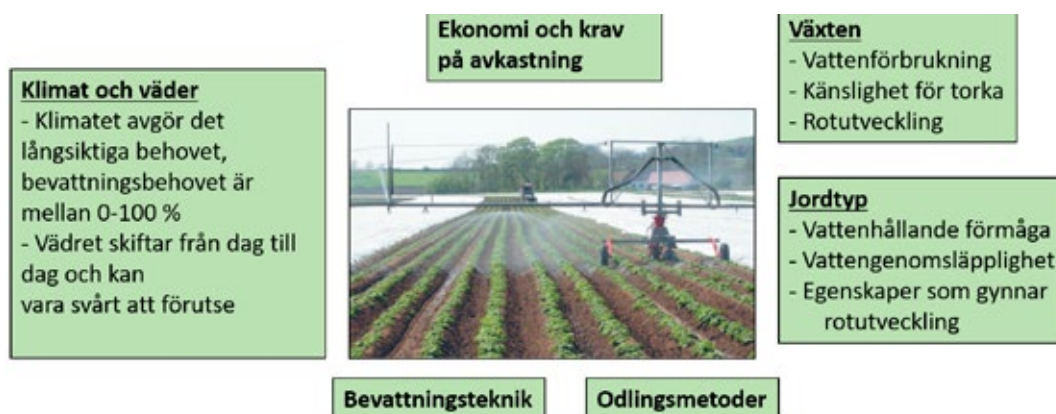 Ekonomi och krav
på avkastning
Växten
- Vattenförbrukning
- Känslighet för torka
- Rotutveckling
Klimat och väder
- Klimatet avgör det
långsiktiga behovet,
bevattningsbehovet är
mellan 0-100 %
- Vädret skiftar från dag till
dag och kan
vara svårt att förutse
Jordtyp
- Vattenhållande förmåga
- Vattengenomsläpplighet
- Egenskaper som gynnar
rotutveckling
Bevattningsteknik
Odlingsmetoder